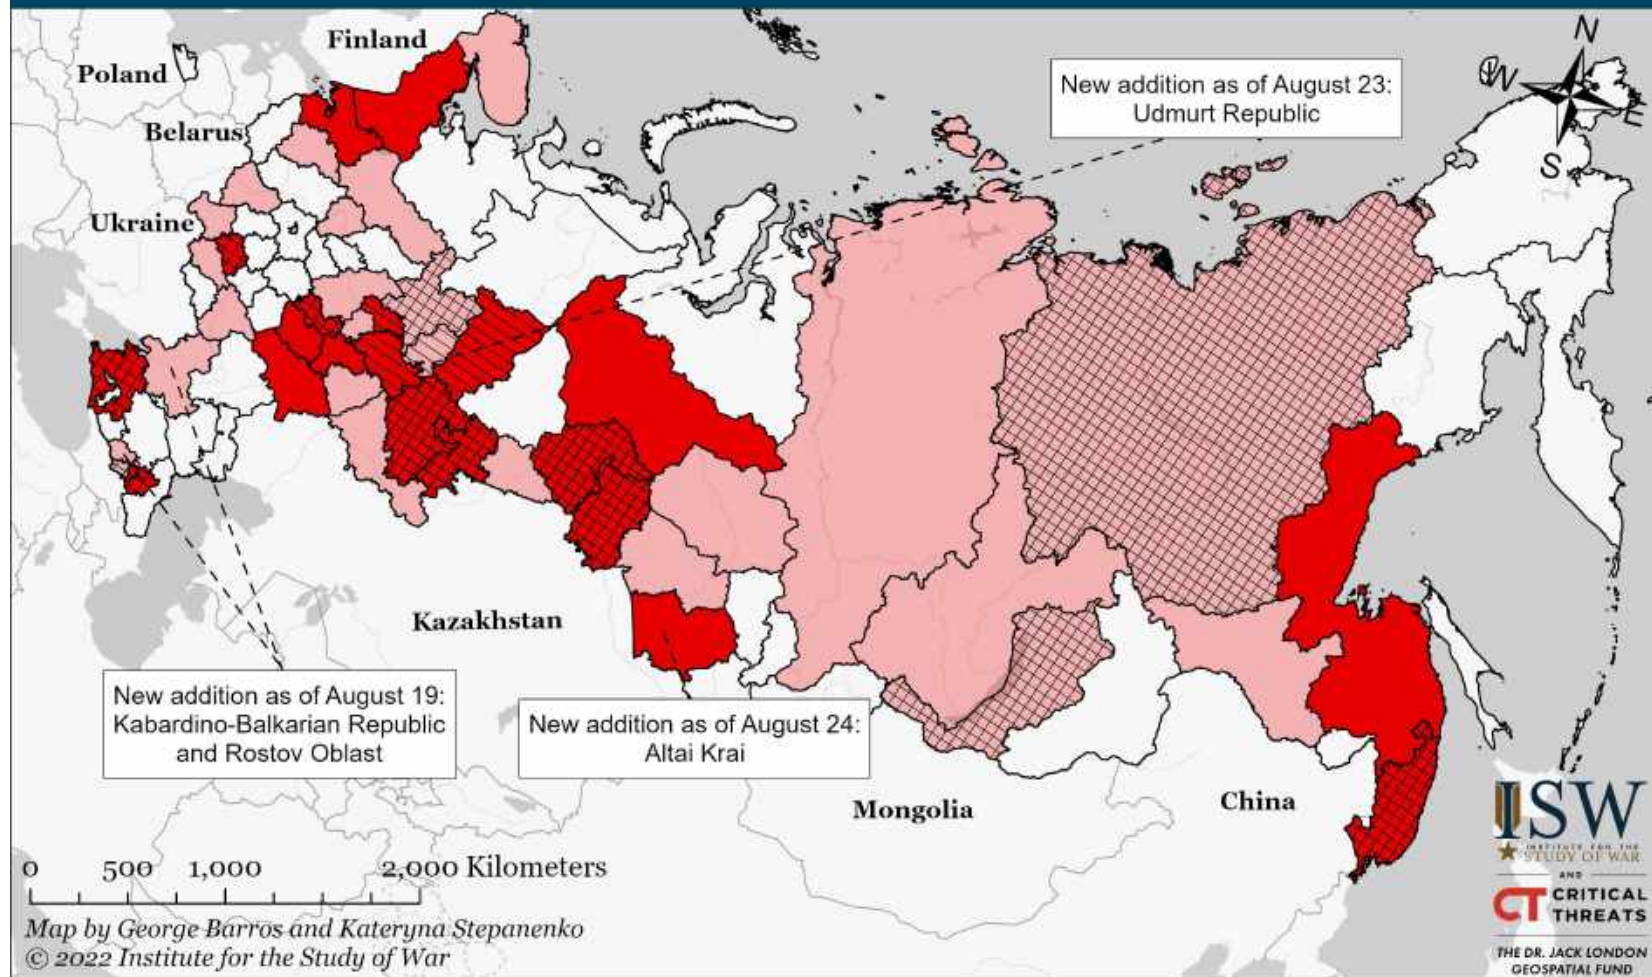 Finland
Poland
Belarus
Ukraine
New addition as of August 23:
Udmurt Republic
N
W
E
S
Kazakhstan
New addition as of August 19:
Kabardino-Balkarian Republic
and Rostov Oblast
New addition as of August 24:
Altai Krai
Mongolia
China
0 500 1,000 2,000 Kilometers
Map by George Barros and Kateryna Stepanenko
© 2022 Institute for the Study of War
ISW
INSTITUTE FOR THE
STUDY OF WAR
AND
CT CRITICAL
THREATS
THE DR. JACK LONDON
GEOSPATIAL FUND